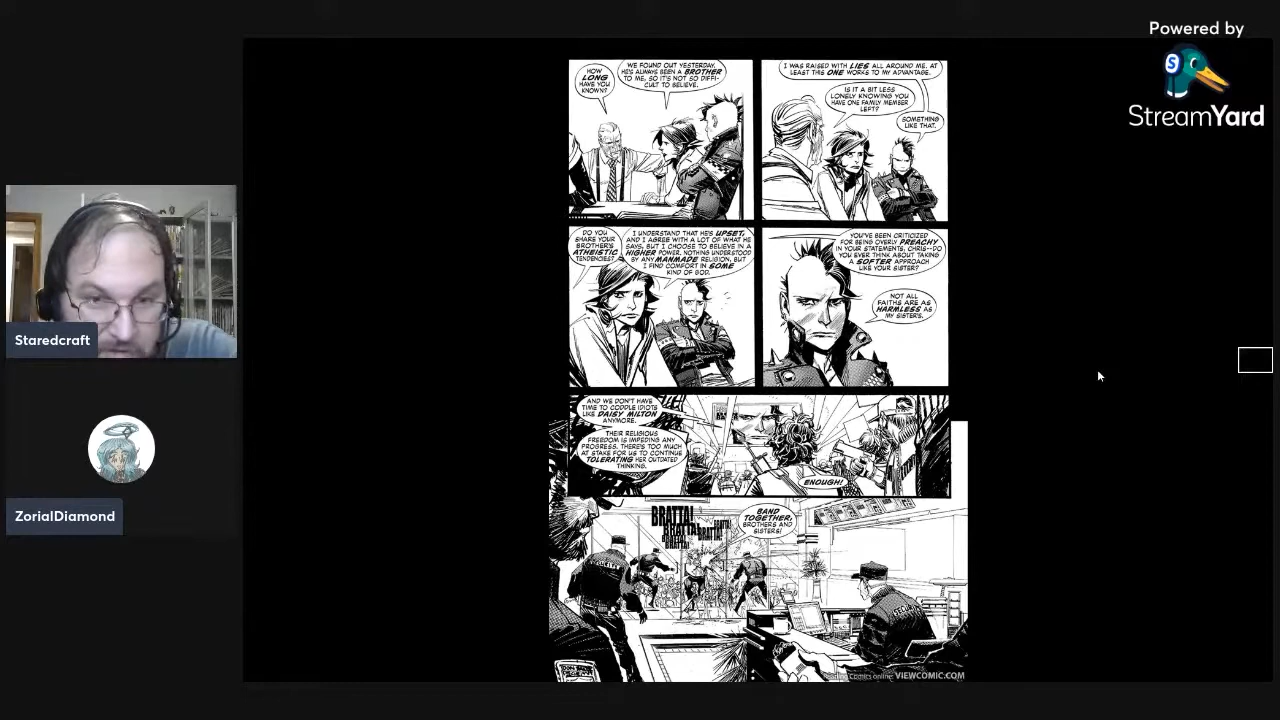 Powered by
StreamYard
Staredcraft
ZorialDiamond
HOW
LONG
HAVE YOU
KNOWN?
WE FOUND OUT YESTERDAY.
HE'S ALWAYS BEEN A BROTHER
TO ME, SO IT'S NOT SO DIFFI-
CULT TO BELIEVE.
I WAS RAISED WITH LIES ALL AROUND ME. AT
LEAST THIS ONE WORKS TO MY ADVANTAGE.
IS IT A BIT LESS
LONELY KNOWING YOU
HAVE ONE FAMILY MEMBER
LEFT?
SOMETHING
LIKE THAT.
DO YOU
SHARE YOUR
BROTHER'S
ATHEISTIC
TENDENCIES?
I UNDERSTAND THAT HE'S UPSET,
AND I AGREE WITH A LOT OF WHAT HE
SAYS, BUT I CHOOSE TO BELIEVE IN A
HIGHER POWER. NOTHING UNDERSTOOD
BY ANY MANMADE RELIGION, BUT
I FIND COMFORT IN SOME
KIND OF GOD.
YOU'VE BEEN CRITICIZED
FOR BEING OVERLY PREACHY
IN YOUR STATEMENTS, CHRIS--DO
YOU EVER THINK ABOUT TAKING
A SOFTER APPROACH
LIKE YOUR SISTER?
NOT ALL
FAITHS ARE AS
HARMLESS AS
MY SISTER'S.
AND WE DON'T HAVE
TIME TO CODDLE IDIOTS
LIKE DAISY MILTON
ANYMORE.
THEIR RELIGIOUS
FREEDOM IS IMPEDING ANY
PROGRESS. THERE'S TOO MUCH
AT STAKE FOR US TO CONTINUE
TOLERATING HER OUTDATED
THINKING.
ENOUGH!
BRATTA!
BRATTA!
BRATTA!
BRATTA!
BRATTA!
BAND
TOGETHER,
BROTHERS AND
SISTERS!
SECURITY
SECURITY
Reading Comics online: VIEWCOMIC.COM